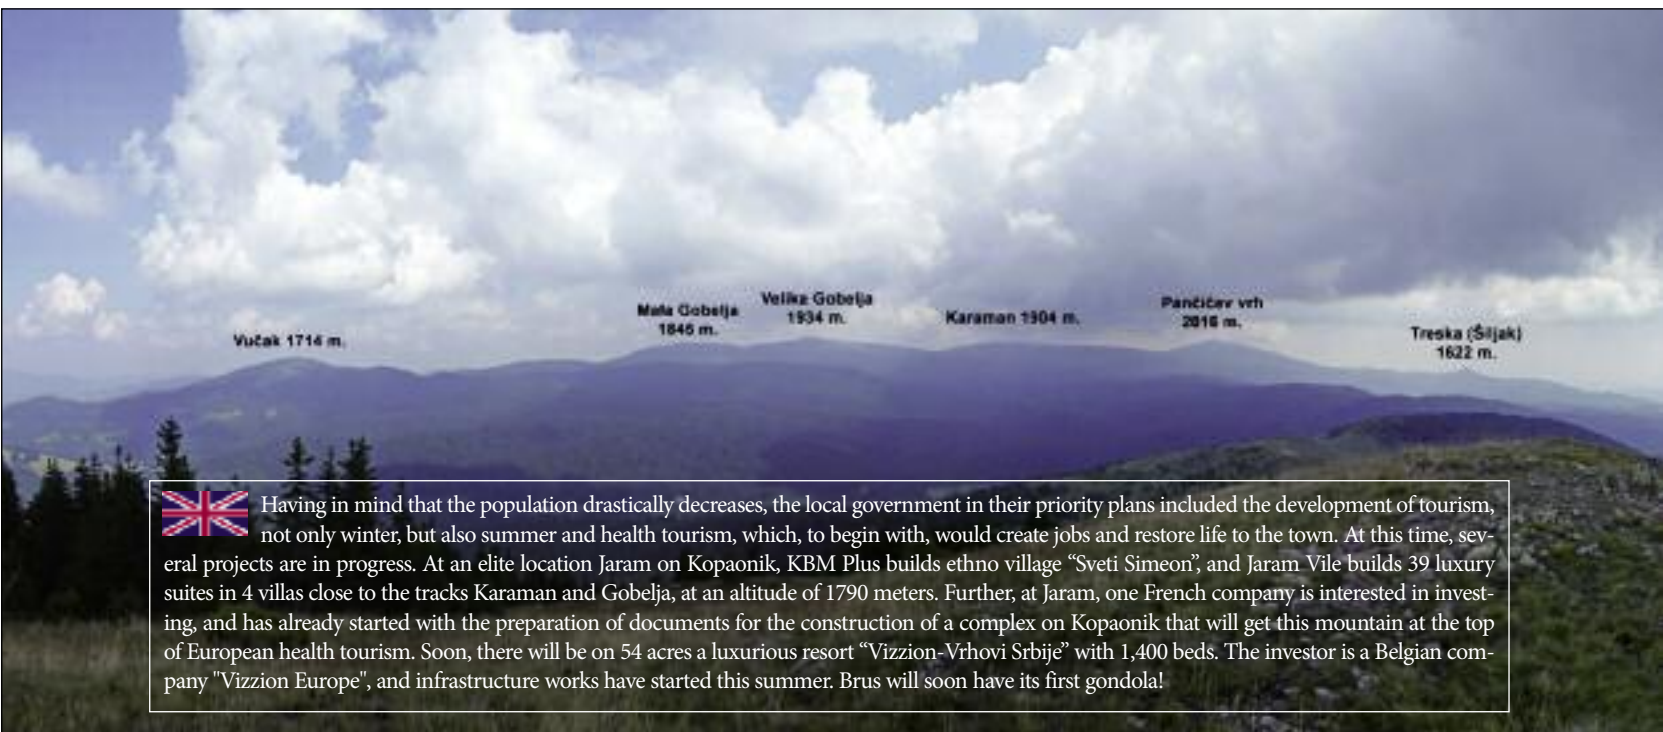 Velika Gobelja
1934 m.
Mala Gobelja
1846 m.
Pančićev vrh
Karaman 1904 m.
Vučak 1714 m.
Treska (Šiljak)
1622 m.
Having in mind that the population drastically decreases, the local government in their priority plans included the development of tourism,
not only winter, but also summer and health tourism, which, to begin with, would create jobs and restore life to the town. At this time, sev-
eral projects are in progress. At an elite location Jaram on Kopaonik, KBM Plus builds ethno village “Sveti Simeon”, and Jaram Vile builds 39 luxury
suites in 4 villas close to the tracks Karaman and Gobelja, at an altitude of 1790 meters. Further, at Jaram, one French company is interested in invest-
ing, and has already started with the preparation of documents for the construction of a complex on Kopaonik that will get this mountain at the top
of European health tourism. Soon, there will be on 54 acres a luxurious resort “Vizzion-Vrhovi Srbije” with 1,400 beds. The investor is a Belgian com-
pany "Vizzion Europe", and infrastructure works have started this summer. Brus will soon have its first gondola!